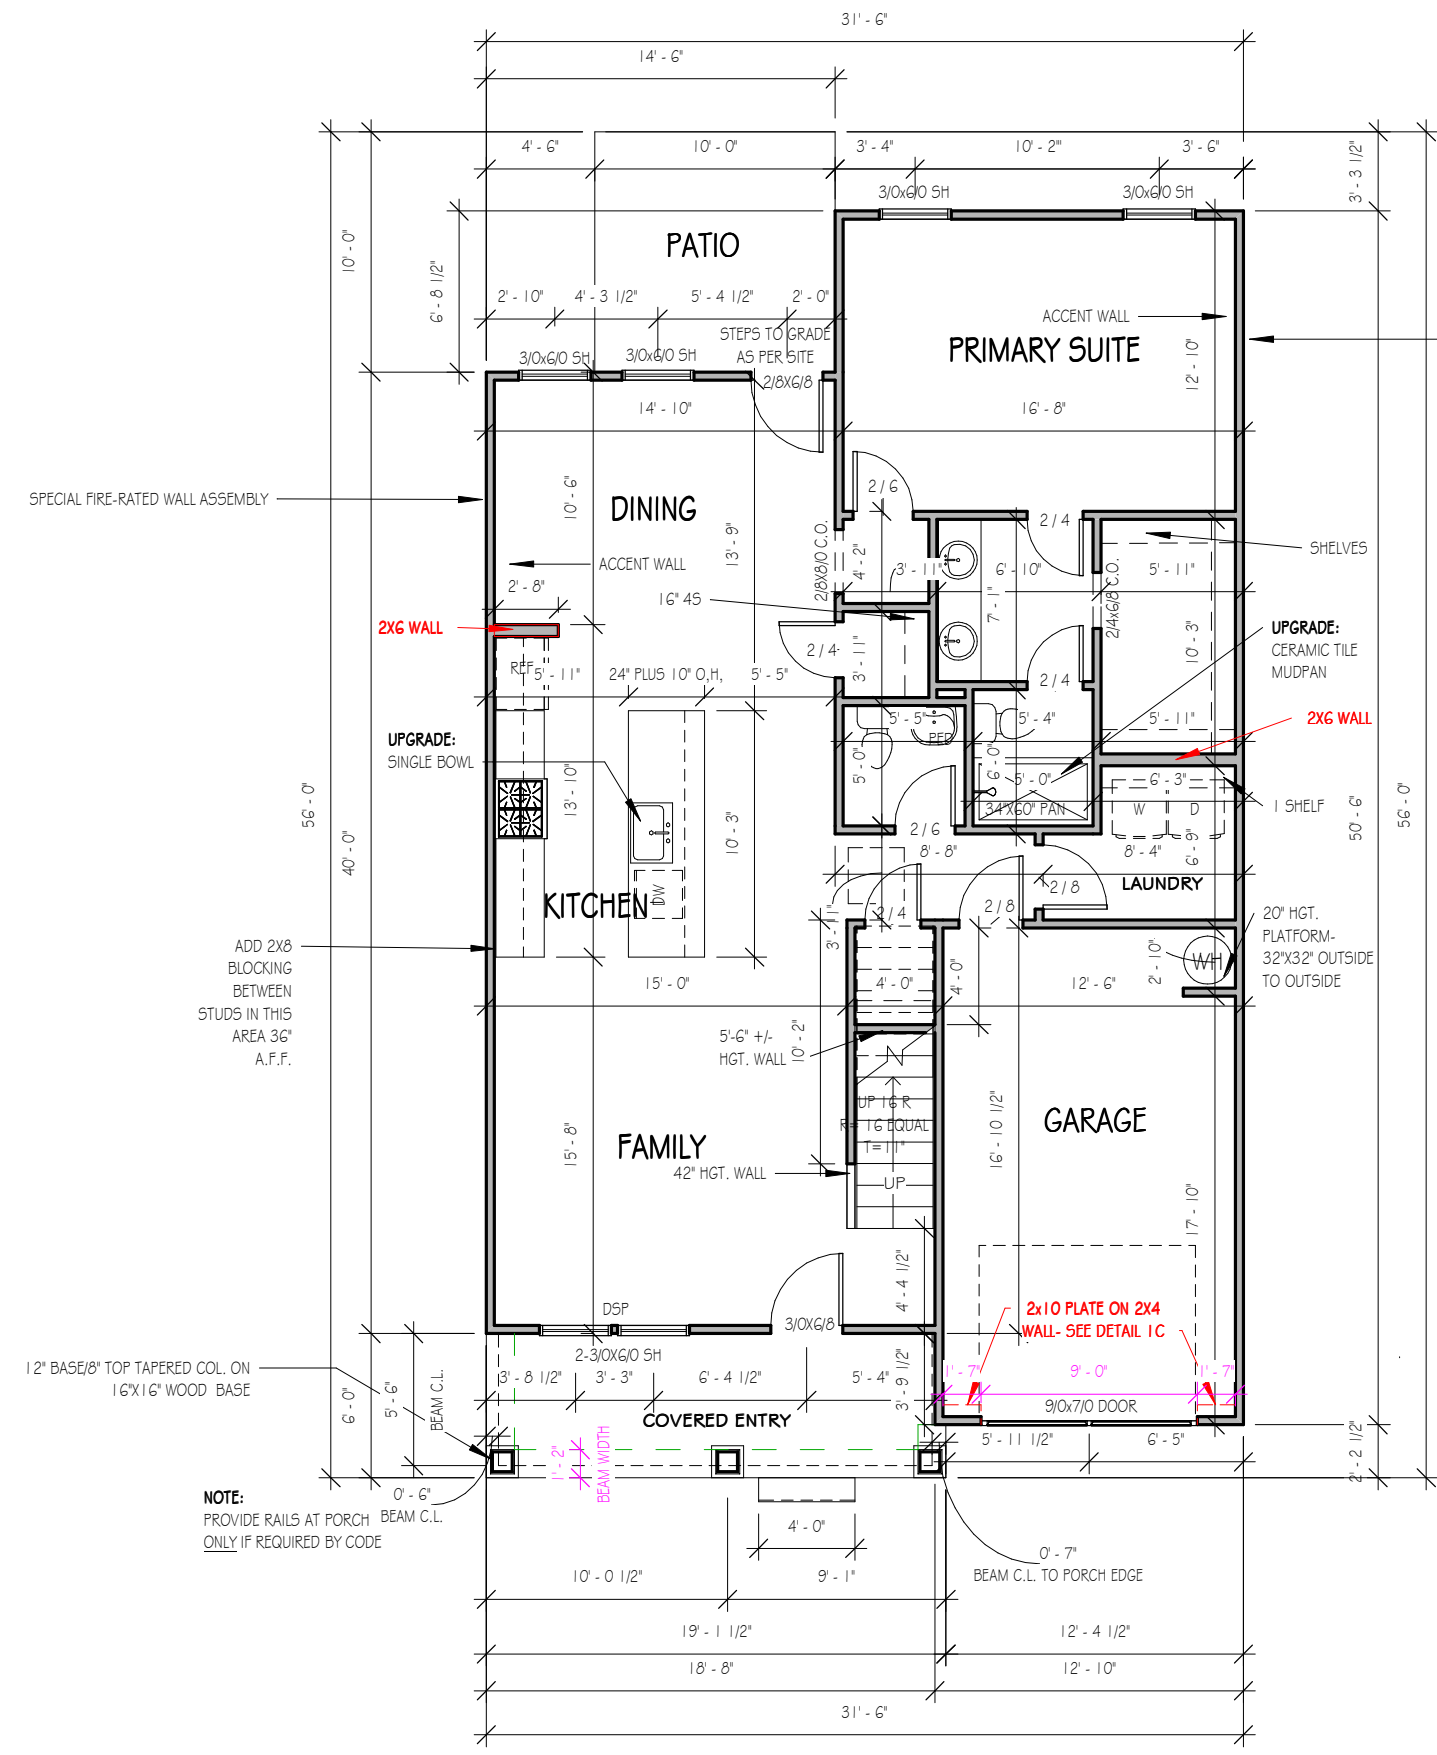 31' - 6"
14' - 6"
4' - 6"
10' - 0"
3' - 4"
10' - 2"
3' - 6"
3' - 3 1/2"
3/0x6/0 SH
3/0x6/0 SH
PATIO
10' - 0"
6' - 8 1/2"
2' - 10"
4' - 3 1/2"
5' - 4 1/2"
2' - 0"
ACCENT WALL
STEPS TO GRADE
AS PER SITE
PRIMARY SUITE
12' - 10"
3/0x6/0 SH
3/0x6/0 SH
2/8X6/8
14' - 10"
16' - 8"
SPECIAL FIRE-RATED WALL ASSEMBLY
10' - 6"
DINING
2 / 6
2 / 4
13' - 9"
2/8X8/0 C.O.
4' - 2"
SHELVES
ACCENT WALL
3' - 11"
6' - 10"
5' - 11"
2' - 8"
16" 4S
7' - 1"
2/4x6/8 C.O.
2X6 WALL
UPGRADE:
CERAMIC TILE
MUDPAN
2 / 4
3' - 11"
10' - 3"
REF
5' - 11"
24" PLUS 10" O,H,
5' - 5"
2 / 4
5' - 5"
5' - 4"
5' - 11"
2X6 WALL
PED
UPGRADE:
SINGLE BOWL
5' - 0"
6' - 0"
5' - 0"
6' - 3"
13' - 10"
34"X60" PAN
W
D
1 SHELF
56' - 0"
40' - 0"
10' - 3"
2 / 6
8' - 8"
8' - 4"
6' - 9"
50' - 6"
56' - 0"
LAUNDRY
DW
2 / 8
KITCHEN
2 / 4
2 / 8
3' - 11"
20" HGT.
PLATFORM-
32"X32" OUTSIDE
TO OUTSIDE
ADD 2X8
BLOCKING
BETWEEN
STUDS IN THIS
AREA 36"
A.F.F.
WH
2' - 10"
15' - 0"
4' - 0"
4' - 0"
12' - 6"
5'-6" +/-
HGT. WALL
10' - 2"
UP 16 R
R = 16 EQUAL
T = 11"
GARAGE
16' - 10 1/2"
FAMILY
15' - 8"
42" HGT. WALL
UP
17' - 10"
4' - 4 1/2"
DSP
3/0X6/8
2x10 PLATE ON 2X4
WALL- SEE DETAIL 1C
2-3/0X6/0 SH
12" BASE/8" TOP TAPERED COL. ON
16"X16" WOOD BASE
3' - 8 1/2"
3' - 3"
6' - 4 1/2"
5' - 4"
3' - 9 1/2"
1' - 7"
9' - 0"
1' - 7"
6' - 0"
5' - 6"
BEAM C.L.
COVERED ENTRY
9/0x7/0 DOOR
5' - 11 1/2"
6' - 5"
2' - 2 1/2"
1' - 2"
BEAM WIDTH
NOTE:
PROVIDE RAILS AT PORCH
ONLY IF REQUIRED BY CODE
0' - 6"
BEAM C.L.
4' - 0"
0' - 7"
BEAM C.L. TO PORCH EDGE
10' - 0 1/2"
9' - 1"
19' - 1 1/2"
12' - 4 1/2"
18' - 8"
12' - 10"
31' - 6"